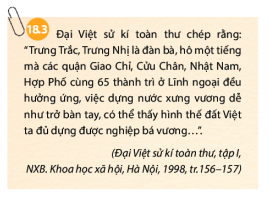 18.3 Đại Việt sử kí toàn thư chép rằng:
“Trưng Trắc, Trưng Nhị là đàn bà, hô một tiếng
mà các quận Giao Chỉ, Cửu Chân, Nhật Nam,
Hợp Phố cùng 65 thành trì ở Lĩnh ngoại đều
hưởng ứng, việc dựng nước xưng vương dễ
như trở bàn tay, có thể thấy hình thế đất Việt
ta đủ dựng được nghiệp bá vương…”.
(Đại Việt sử kí toàn thư, tập I,
NXB. Khoa học xã hội, Hà Nội, 1998, tr.156–157)